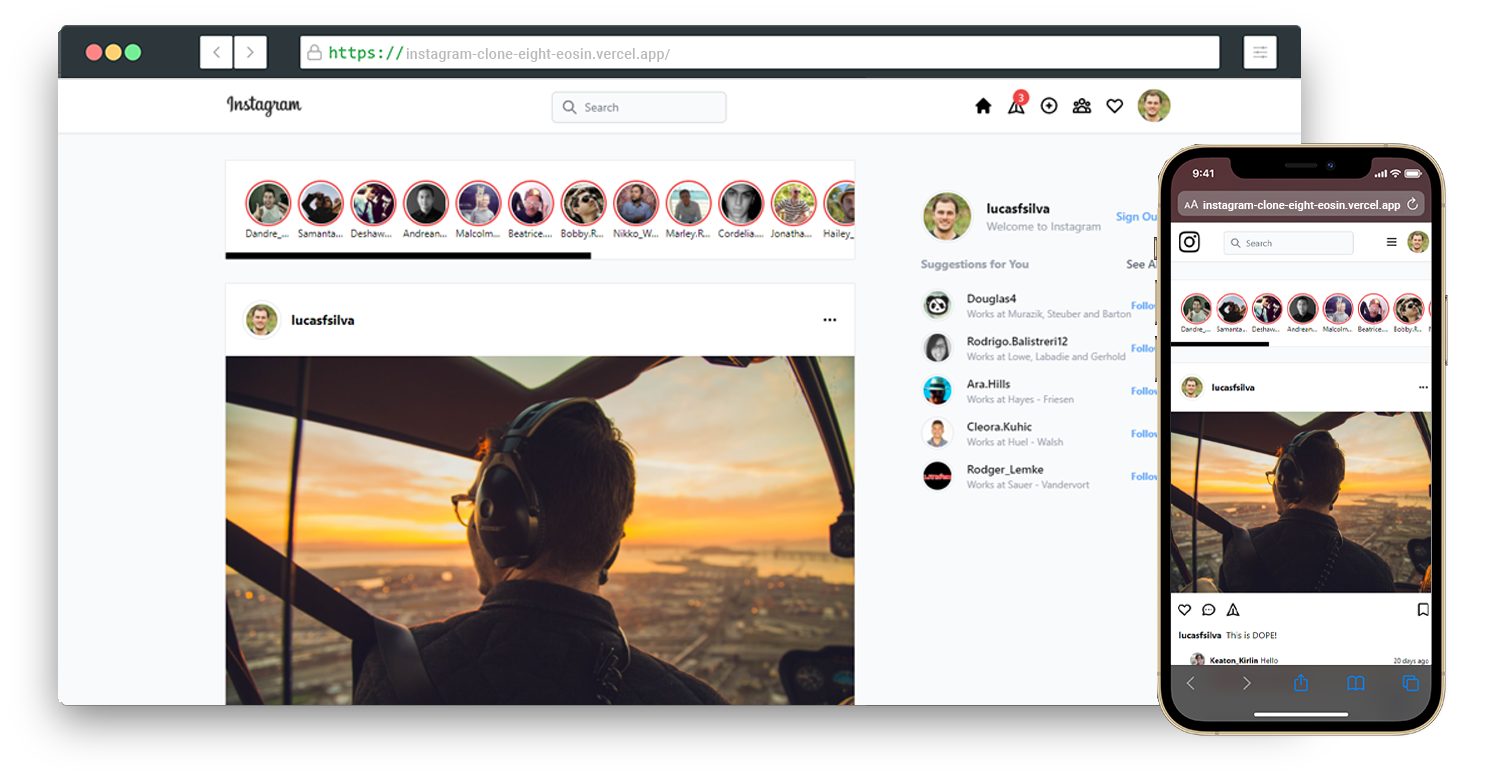 https://instagram-clone-eight-eosin.vercel.app/
Instagram
Search
3
Dandre_...
Samanta...
Deshaw...
Andrean...
Malcolm...
Beatrice....
Bobby.R...
Nikko_W...
Marley.R...
Cordelia....
Jonatha...
Hailey_
lucasfsilva
Welcome to Instagram
Sign Ou
Suggestions for You
See A
Douglas4
Works at Murazik, Steuber and Barton
Follo
Rodrigo.Balistreri12
Works at Lowe, Labadie and Gerhold
Follo
Ara.Hills
Works at Hayes - Friesen
Follo
Cleora.Kuhic
Works at Huel - Walsh
Follo
Rodger_Lemke
Works at Sauer - Vandervort
Follo
lucasfsilva
9:41
AA instagram-clone-eight-eosin.vercel.app
Search
Dandre_...
Samanta...
Deshaw...
Andrean...
Malcolm...
Beatrice....
Bobby.R...
lucasfsilva
lucasfsilva This is DOPE!
Keaton_Kirlin Hello
20 days ago